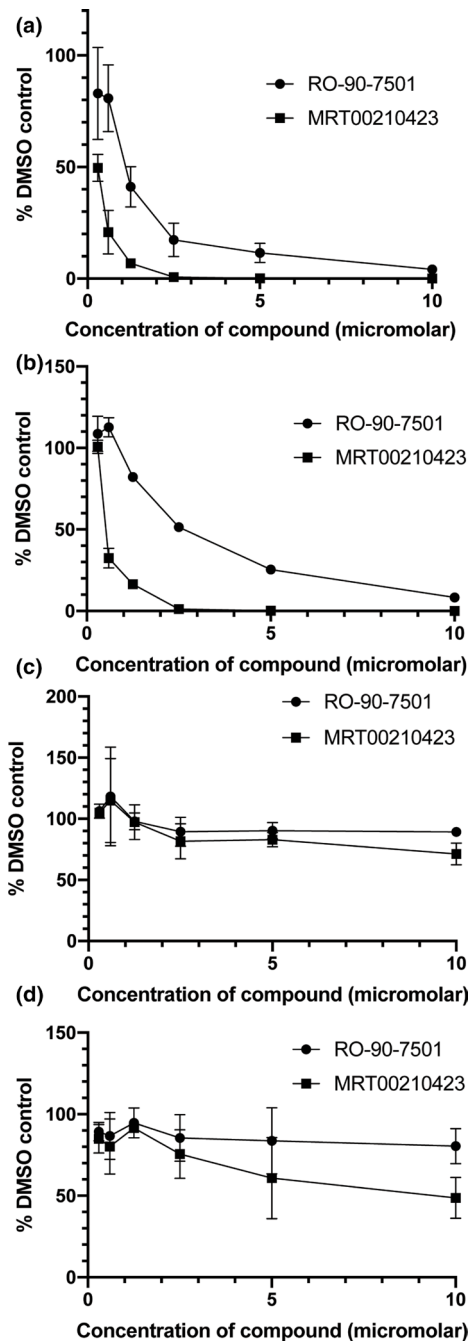 (a)
100
50
0
% DMSO control
RO-90-7501
MRT00210423
0 5 10
Concentration of compound (micromolar)
(b)
150
100
50
0
% DMSO control
RO-90-7501
MRT00210423
0 5 10
Concentration of compound (micromolar)
(c)
200
150
100
50
0
% DMSO control
RO-90-7501
MRT00210423
0 5 10
Concentration of compound (micromolar)
(d)
150
100
50
0
% DMSO control
RO-90-7501
MRT00210423
0 5 10
Concentration of compound (micromolar)